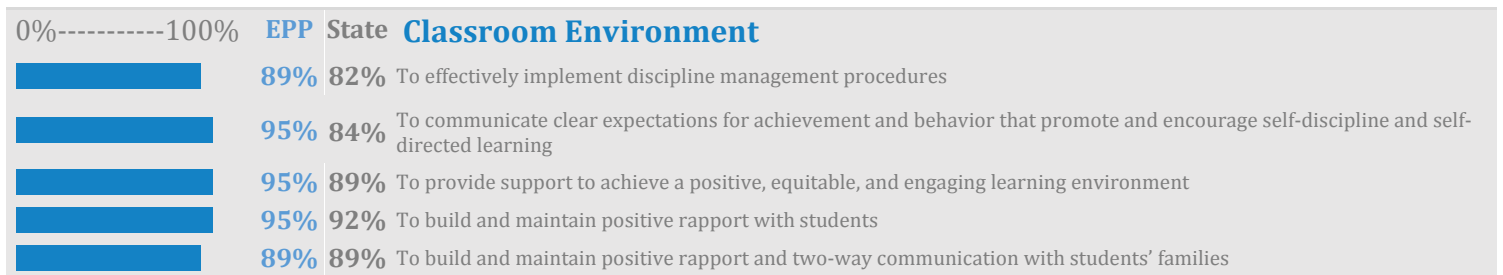 0%-----------100% EPP State Classroom Environment
89% 82% To effectively implement discipline management procedures
95% 84% To communicate clear expectations for achievement and behavior that promote and encourage self-discipline and self-
directed learning
95% 89% To provide support to achieve a positive, equitable, and engaging learning environment
95% 92% To build and maintain positive rapport with students
89% 89% To build and maintain positive rapport and two-way communication with students’ families